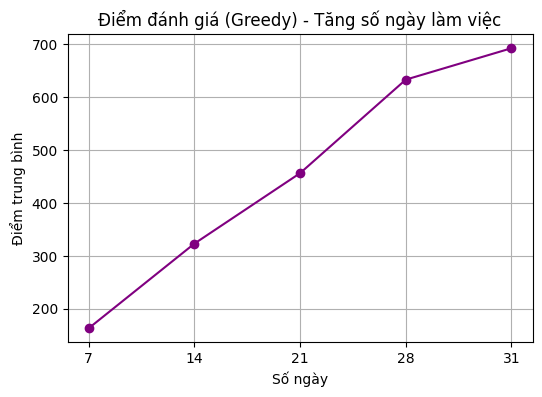 Điểm đánh giá (Greedy) - Tăng số ngày làm việc
Điểm trung bình
700
600
500
400
300
200
7 14 21 28 31
Số ngày